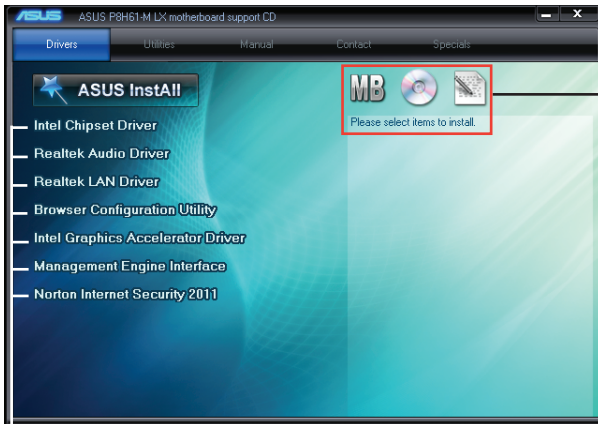 ASUS ASUS P8H61-M LX motherboard support CD
Drivers Utilities Manual Contact Specials
ASUS InstAll
MB
Please select items to install.
Intel Chipset Driver
Realtek Audio Driver
Realtek LAN Driver
Browser Configuration Utility
Intel Graphics Accelerator Driver
Management Engine Interface
Norton Internet Security 2011